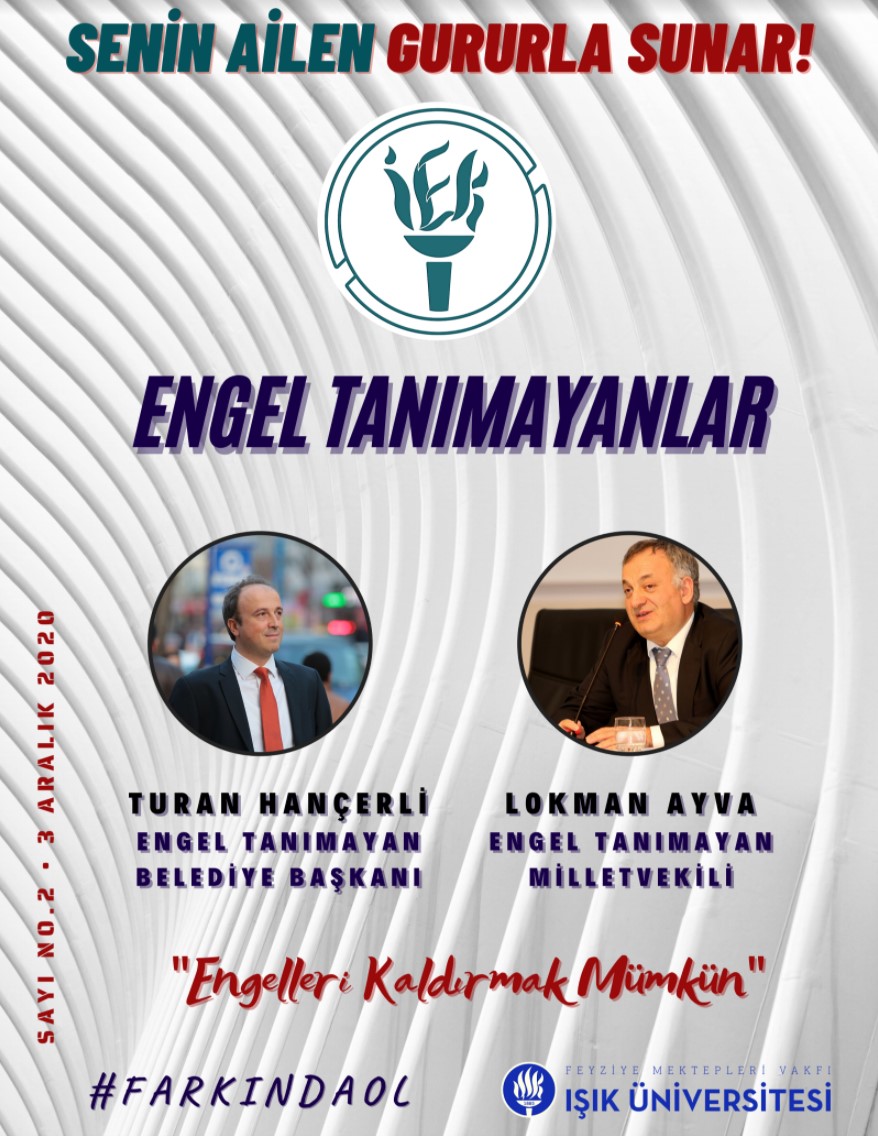 SENİN AİLEN GURURLA SUNAR!
İEK
ENGEL TANIMAYANLAR
TURAN HANÇERLİ
ENGEL TANIMAYAN
BELEDİYE BAŞKANI
LOKMAN AYVA
ENGEL TANIMAYAN
MİLLETVEKİLİ
SAYI NO.2 • 3 ARALIK 2020
"Engelleri Kaldırmak Mümkün"
#FARKINDAOL
FEYZİYE MEKTEPLERİ VAKFI
IŞIK ÜNİVERSİTESİ